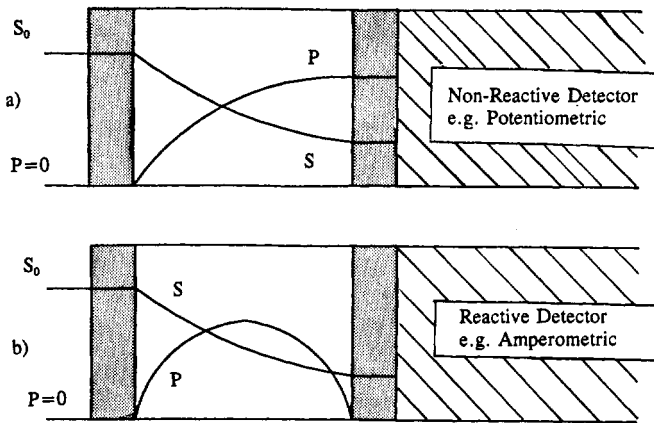 S₀
P
a)
Non-Reactive Detector
e.g. Potentiometric
P=0
S
S₀
S
b)
Reactive Detector
e.g. Amperometric
P
P=0